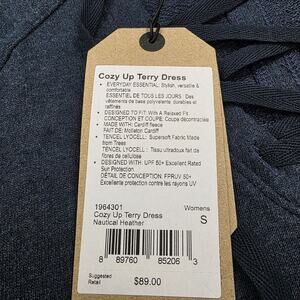 Cozy Up Terry Dress
• EVERYDAY ESSENTIAL: Stylish, versatile &
comfortable
ESSENTIEL DE TOUS LES JOURS : Des
vêtements de base polyvalents, durables et
raffinés
• DESIGNED TO FIT: With A Relaxed Fit
CONCEPTION ET COUPE: Coupe décontractée
• MADE WITH: Cardiff fleece
FAIT DE: Molleton Cardiff
• TENCEL LYOCELL: Supersoft Fabric Made
from Trees
TENCEL LYOCELL : Tissu ultradoux fait de
fibres de cellulose
• DESIGNED WITH: UPF 50+ Excellent Rated
Sun Protection
DÉTAIL DE CONCEPTION: FPRUV 50+
Excellente protection contre les rayons UV
1964301 Womens
Cozy Up Terry Dress S
Nautical Heather
8 89760 85206 3
Suggested
Retail $89.00